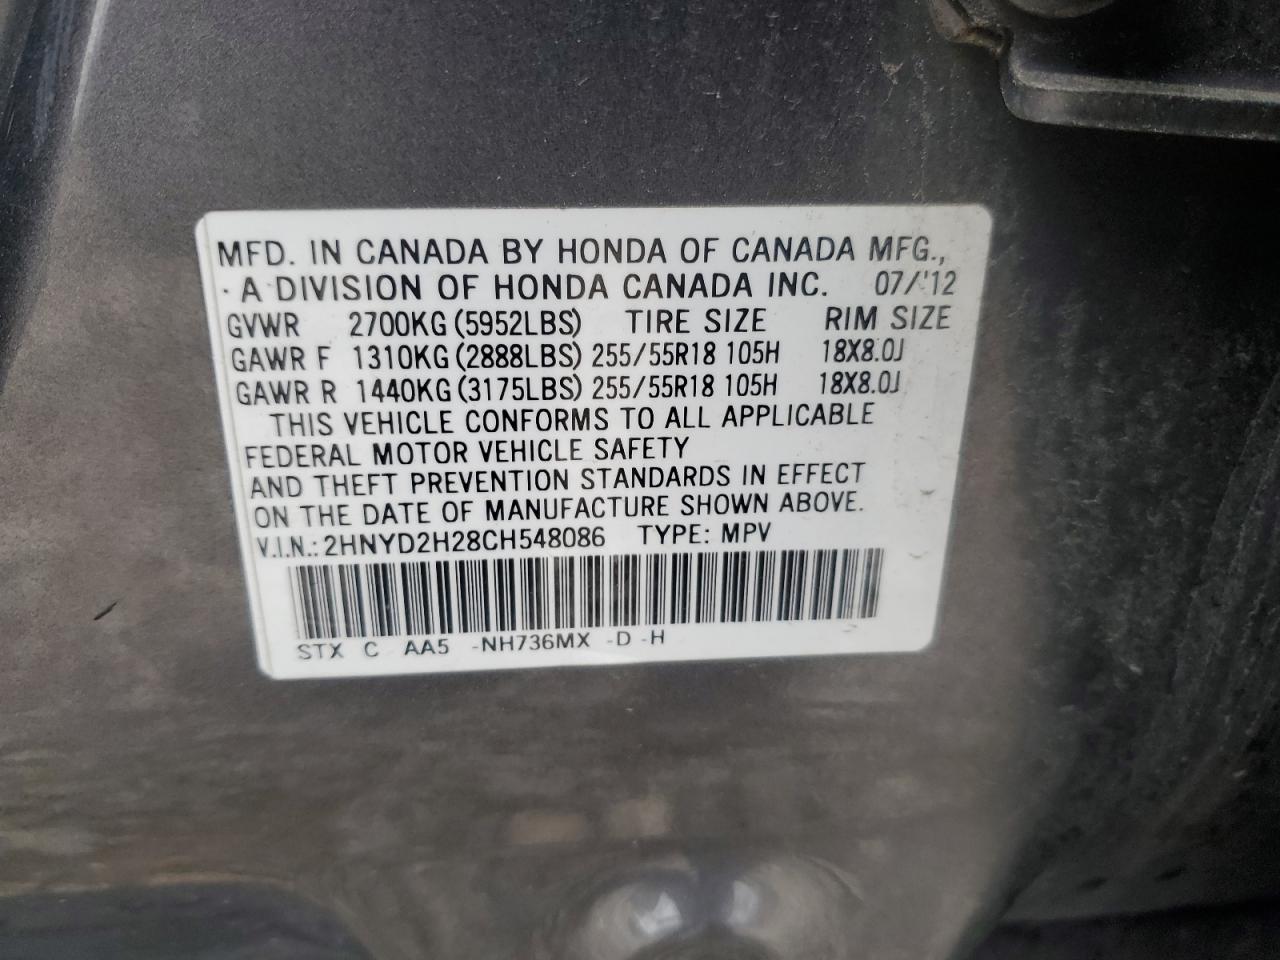 MFD. IN CANADA BY HONDA OF CANADA MFG.,
A DIVISION OF HONDA CANADA INC. 07/'12
GVWR 2700KG (5952LBS) TIRE SIZE RIM SIZE
GAWR F 1310KG (2888LBS) 255/55R18 105H 18X8.0J
GAWR R 1440KG (3175LBS) 255/55R18 105H 18X8.0J
THIS VEHICLE CONFORMS TO ALL APPLICABLE
FEDERAL MOTOR VEHICLE SAFETY
AND THEFT PREVENTION STANDARDS IN EFFECT
ON THE DATE OF MANUFACTURE SHOWN ABOVE.
V.I.N.: 2HNYD2H28CH548086 TYPE: MPV
STX C AA5 -NH736MX -D -H